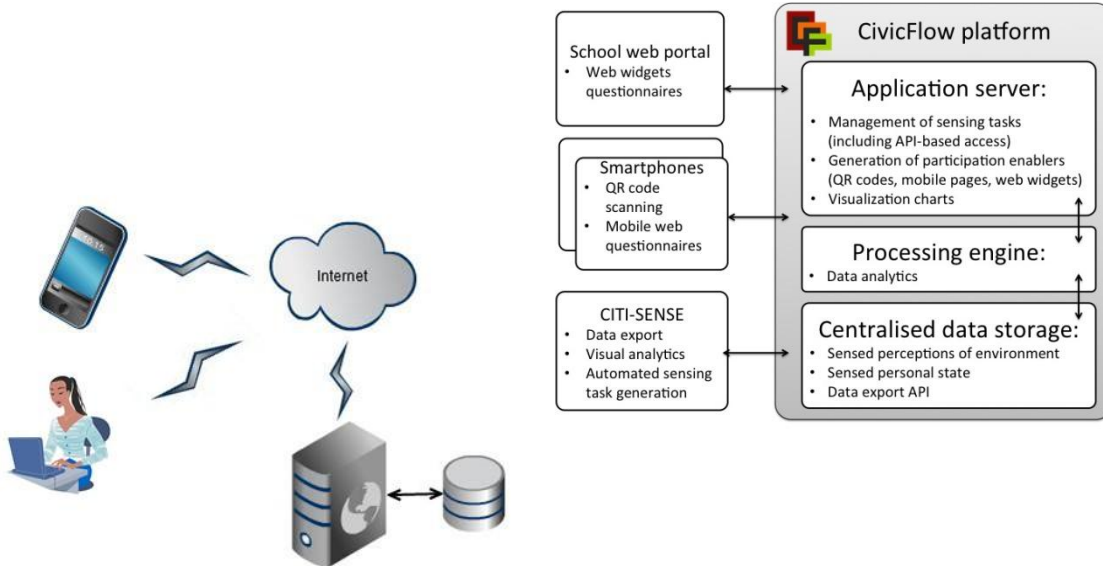 10:15
Internet
School web portal
• Web widgets
questionnaires
Smartphones
• QR code
scanning
• Mobile web
questionnaires
CITI-SENSE
• Data export
• Visual analytics
• Automated sensing
task generation
CivicFlow platform
Application server:
• Management of sensing tasks
(including API-based access)
• Generation of participation enablers
(QR codes, mobile pages, web widgets)
• Visualization charts
Processing engine:
• Data analytics
Centralised data storage:
• Sensed perceptions of environment
• Sensed personal state
• Data export API